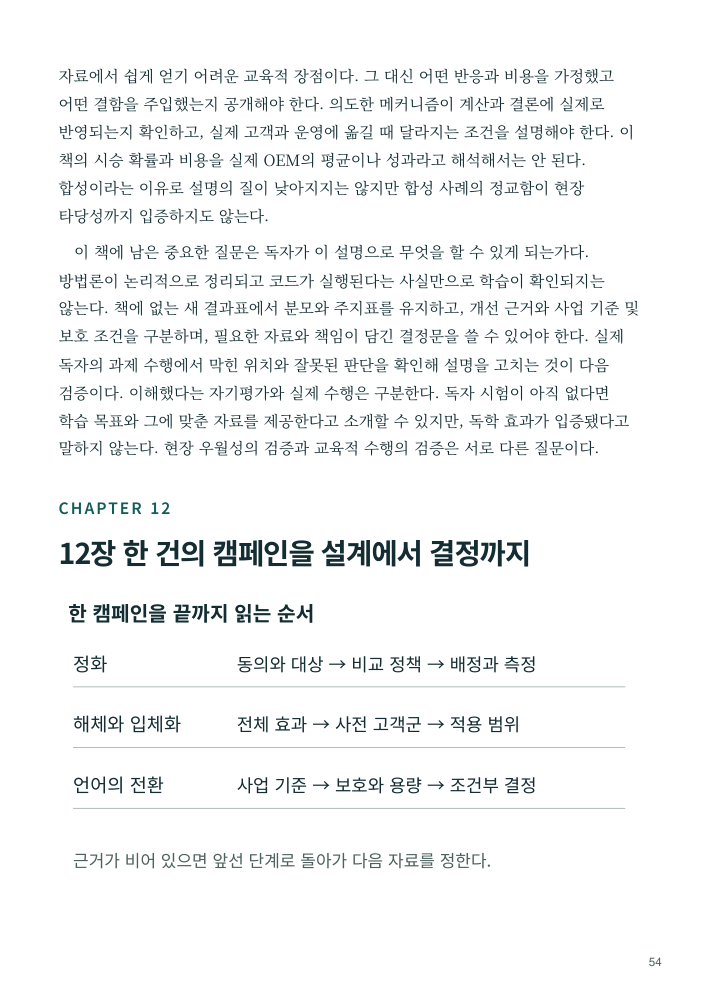 자료에서 쉽게 얻기 어려운 교육적 장점이다. 그 대신 어떤 반응과 비용을 가정했고
어떤 결함을 주입했는지 공개해야 한다. 의도한 메커니즘이 계산과 결론에 실제로
반영되는지 확인하고, 실제 고객과 운영에 옮길 때 달라지는 조건을 설명해야 한다. 이
책의 시승 확률과 비용을 실제 OEM의 평균이나 성과라고 해석해서는 안 된다.
합성이라는 이유로 설명의 질이 낮아지지는 않지만 합성 사례의 정교함이 현장
타당성까지 입증하지도 않는다.
이 책에 남은 중요한 질문은 독자가 이 설명으로 무엇을 할 수 있게 되는가다.
방법론이 논리적으로 정리되고 코드가 실행된다는 사실만으로 학습이 확인되지는
않는다. 책에 없는 새 결과표에서 분모와 주지표를 유지하고, 개선 근거와 사업 기준 및
보호 조건을 구분하며, 필요한 자료와 책임이 담긴 결정문을 쓸 수 있어야 한다. 실제
독자의 과제 수행에서 막힌 위치와 잘못된 판단을 확인해 설명을 고치는 것이 다음
검증이다. 이해했다는 자기평가와 실제 수행은 구분한다. 독자 시험이 아직 없다면
학습 목표와 그에 맞춘 자료를 제공한다고 소개할 수 있지만, 독학 효과가 입증됐다고
말하지 않는다. 현장 우월성의 검증과 교육적 수행의 검증은 서로 다른 질문이다.
CHAPTER 12
12장 한 건의 캠페인을 설계에서 결정까지
한 캠페인을 끝까지 읽는 순서
정화 동의와 대상 → 비교 정책 → 배정과 측정
해체와 입체화 전체 효과 → 사전 고객군 → 적용 범위
언어의 전환 사업 기준 → 보호와 용량 → 조건부 결정
근거가 비어 있으면 앞선 단계로 돌아가 다음 자료를 정한다.
54